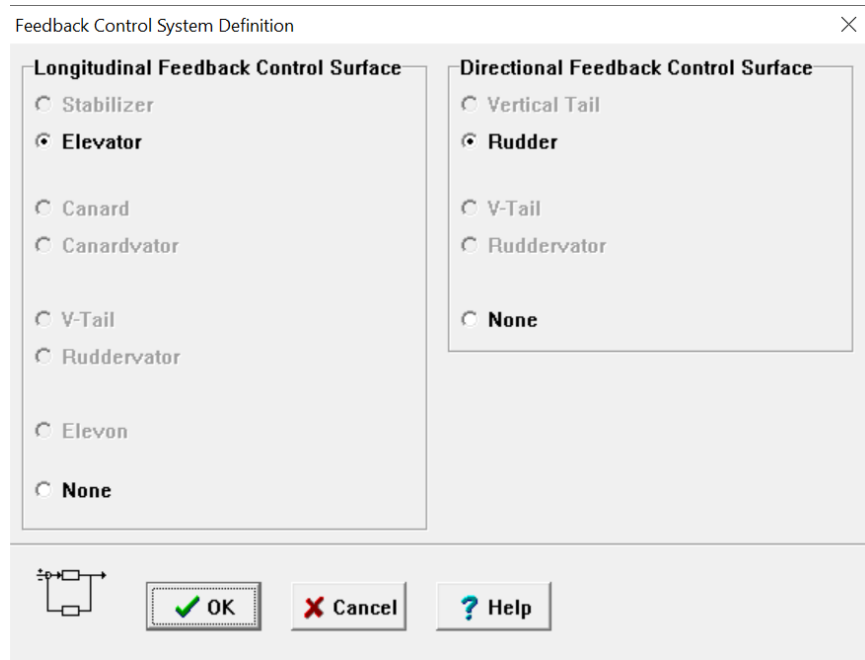 Feedback Control System Definition
Longitudinal Feedback Control Surface
Stabilizer
Elevator
Canard
Canardvator
V-Tail
Ruddervator
Elevon
None
Directional Feedback Control Surface
Vertical Tail
Rudder
V-Tail
Ruddervator
None
OK
Cancel
Help